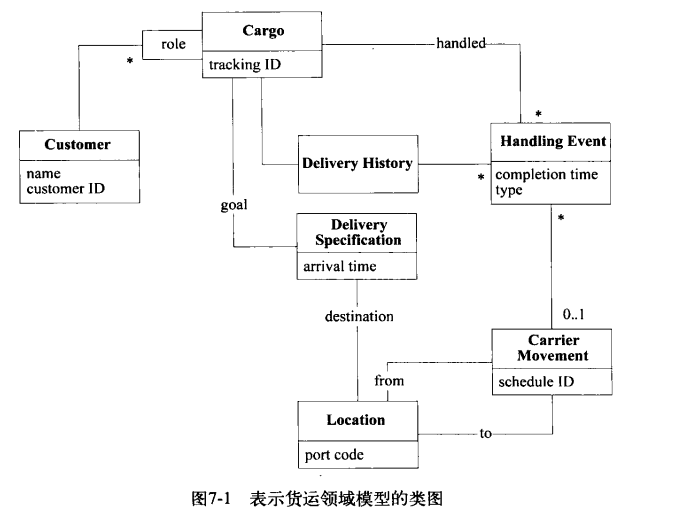 Cargo
tracking ID
role
*
handled
*
Customer
name
customer ID
Delivery History
*
Handling Event
completion time
type
*
goal
Delivery
Specification
arrival time
destination
0..1
Carrier
Movement
schedule ID
from
to
Location
port code
图7-1 表示货运领域模型的类图